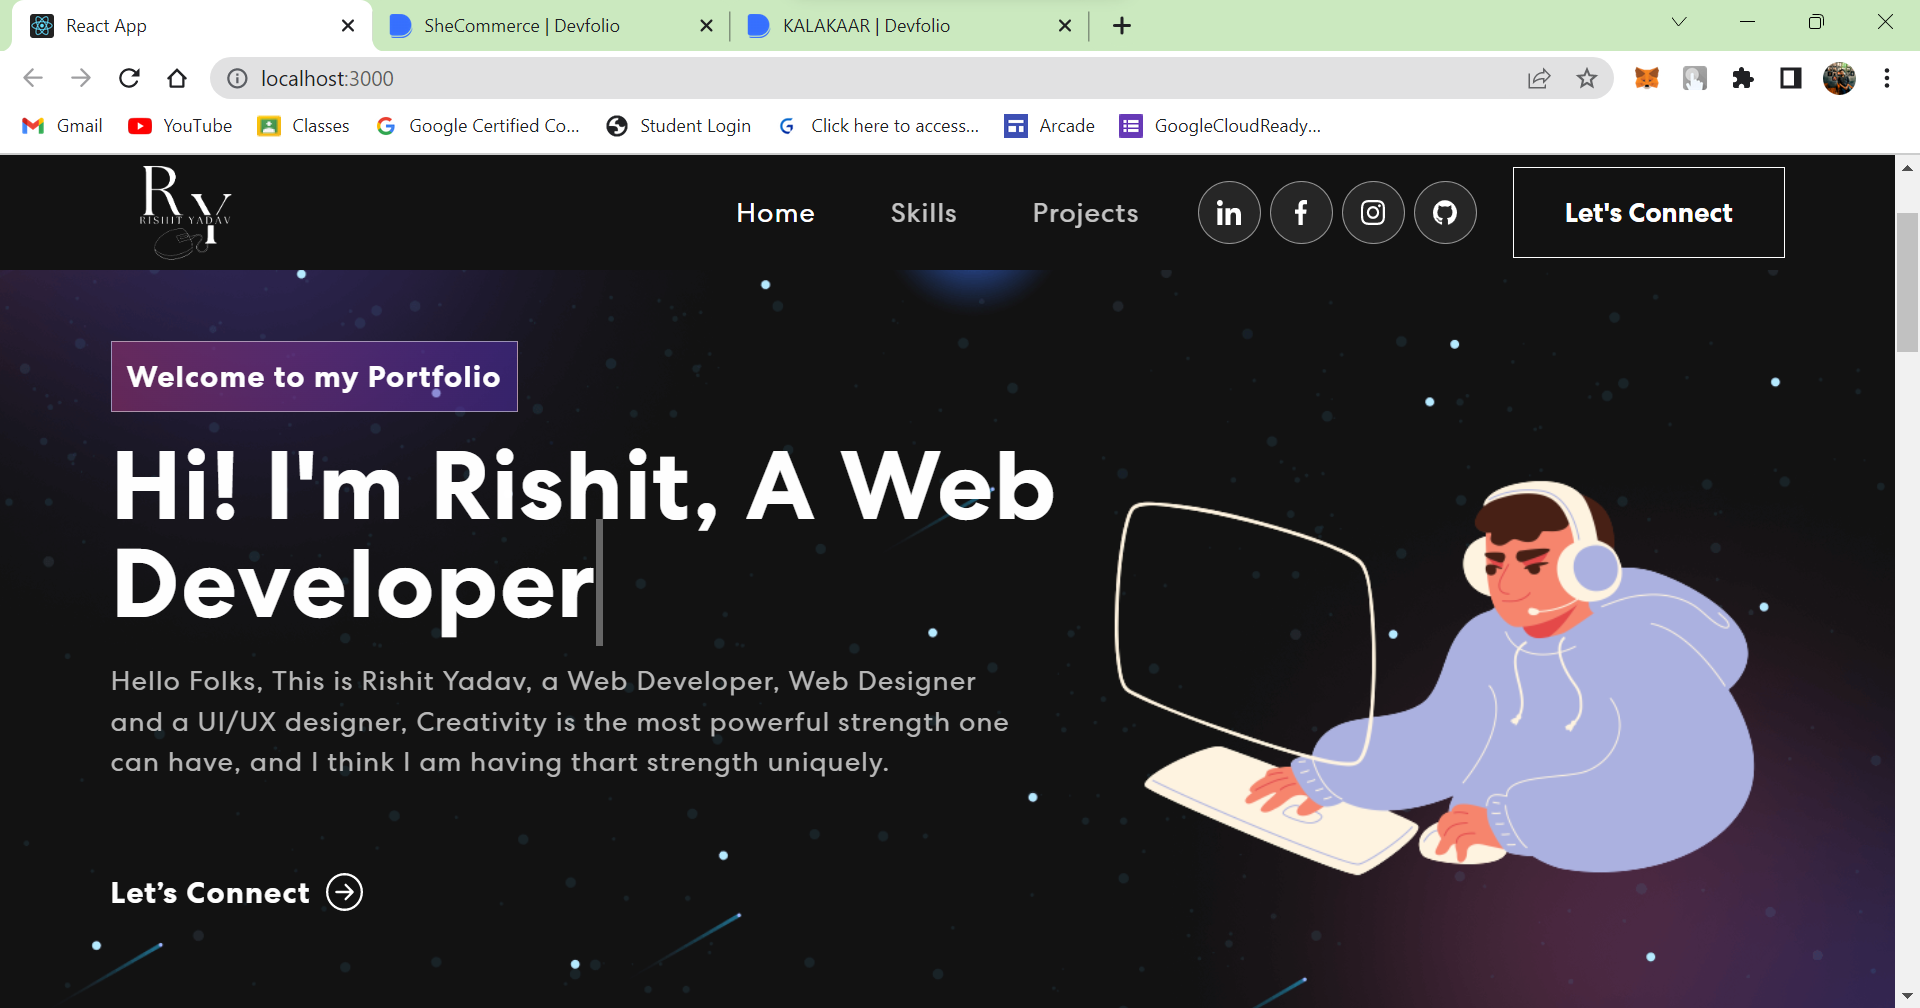 React App
SheCommerce | Devfolio
KALAKAAR | Devfolio
localhost:3000
Gmail
YouTube
Classes
Google Certified Co...
Student Login
Click here to access...
Arcade
GoogleCloudReady...
RY
RISHIT YADAV
Home
Skills
Projects
in
f
Let's Connect
Welcome to my Portfolio
Hi! I'm Rishit, A Web
Developer
Hello Folks, This is Rishit Yadav, a Web Developer, Web Designer
and a UI/UX designer, Creativity is the most powerful strength one
can have, and I think I am having thart strength uniquely.
Let’s Connect